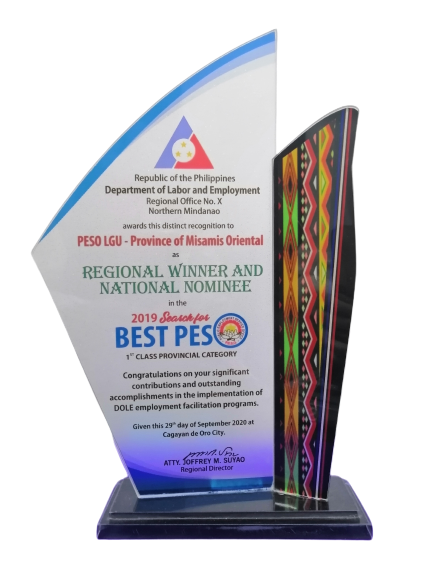 Republic of the Philippines
Department of Labor and Employment
Regional Office No. X
Northern Mindanao
awards this distinct recognition to
PESO LGU - Province of Misamis Oriental
as
REGIONAL WINNER AND
NATIONAL NOMINEE
in the
2019 Search for
BEST PESO
1ST CLASS PROVINCIAL CATEGORY
Congratulations on your significant
contributions and outstanding
accomplishments in the implementation of
DOLE employment facilitation programs.
Given this 29th day of September 2020 at
Cagayan de Oro City.
ATTY. JOFFREY M. SUYAO
Regional Director